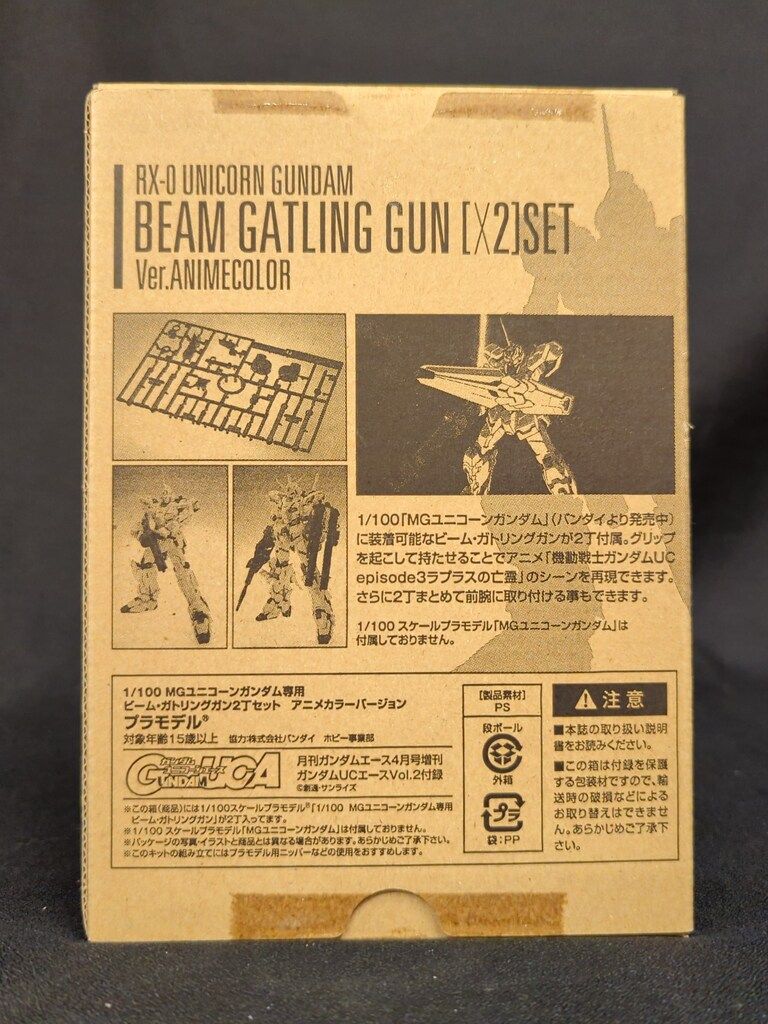 RX-0 UNICORN GUNDAM
BEAM GATLING GUN [X2]SET
Ver.ANIMECOLOR
1/100「MGユニコーンガンダム」(バンダイより発売中)
に装着可能なビーム・ガトリングガンが2丁付属。グリップ
を起こして持たせることでアニメ「機動戦士ガンダムUC
episode3ラプラスの亡霊」のシーンを再現できます。
さらに2丁まとめて前腕に取り付ける事もできます。
1/100 スケールプラモデル「MGユニコーンガンダム」は
付属しておりません。
1/100 MGユニコーンガンダム専用
ビーム・ガトリングガン2丁セット アニメカラーバージョン
プラモデル®
対象年齢15歳以上 協力:株式会社バンダイ ホビー事業部
ガンダム
ユニコーンエース
GUNDAM UCA
月刊ガンダムエース4月号増刊
ガンダムUCエースVol.2付録
©創通・サンライズ
※この箱(商品)には1/100スケールプラモデル®「1/100 MGユニコーンガンダム専用
ビーム・ガトリングガン」が2丁入ってます。
※1/100 スケールプラモデル「MGユニコーンガンダム」は付属しておりません。
※パッケージの写真・イラストと商品とは異なる場合があります。あらかじめご了承下さい。
※このキットの組み立てにはプラモデル用ニッパーなどの使用をおすすめします。
[製品素材]
PS
段ボール
外箱
プラ
袋:PP
注意
■本誌の取り扱い説明
書をお読みください。
■この箱は付録を保護
する包装材ですので、輸
送時の破損などによる
お取り替えはできませ
ん。あらかじめご了承下
さい。